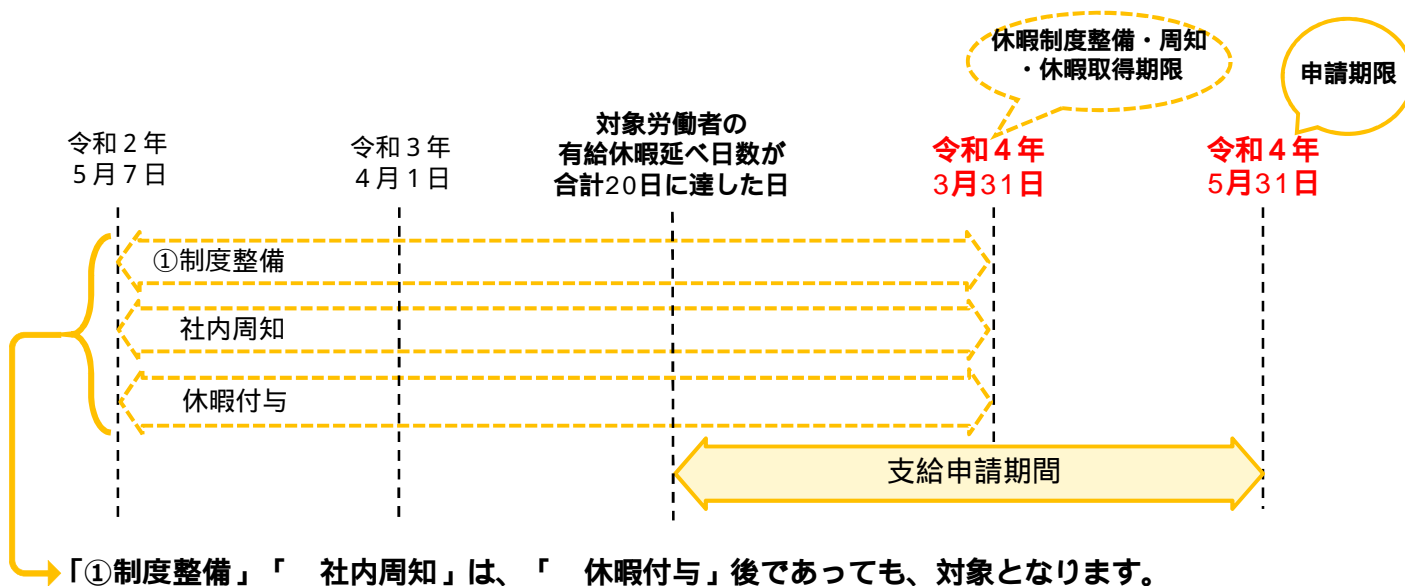 休暇制度整備・周知
・休暇取得期限
申請期限
令和２年
５月７日
令和３年
４月１日
対象労働者の
有給休暇延べ日数が
合計20日に達した日
令和４年
3月31日
令和４年
5月31日
①制度整備
社内周知
休暇付与
支給申請期間
「①制度整備」「　社内周知」は、「　休暇付与」後であっても、対象となります。